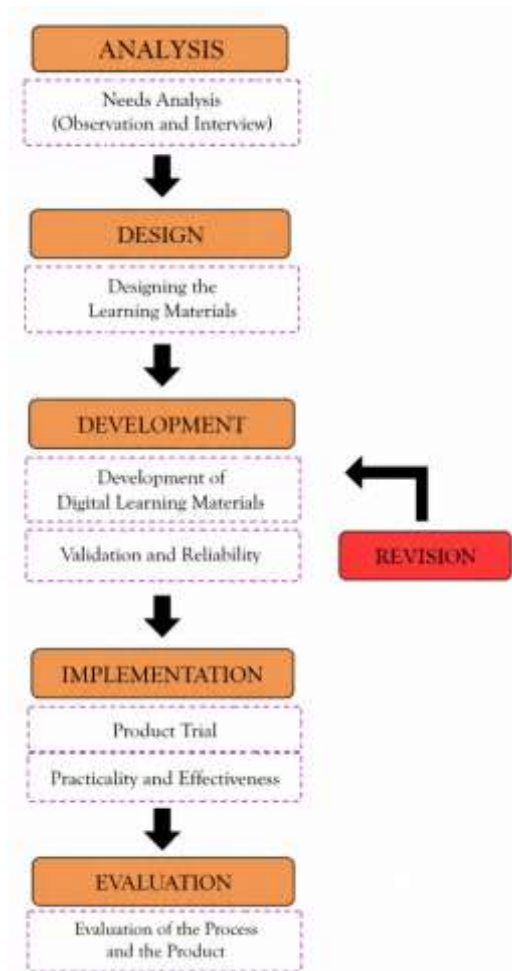 ANALYSIS
Needs Analysis
(Observation and Interview)
DESIGN
Designing the
Learning Materials
DEVELOPMENT
Development of
Digital Learning Materials
Validation and Reliability
REVISION
IMPLEMENTATION
Product Trial
Practicality and Effectiveness
EVALUATION
Evaluation of the Process
and the Product